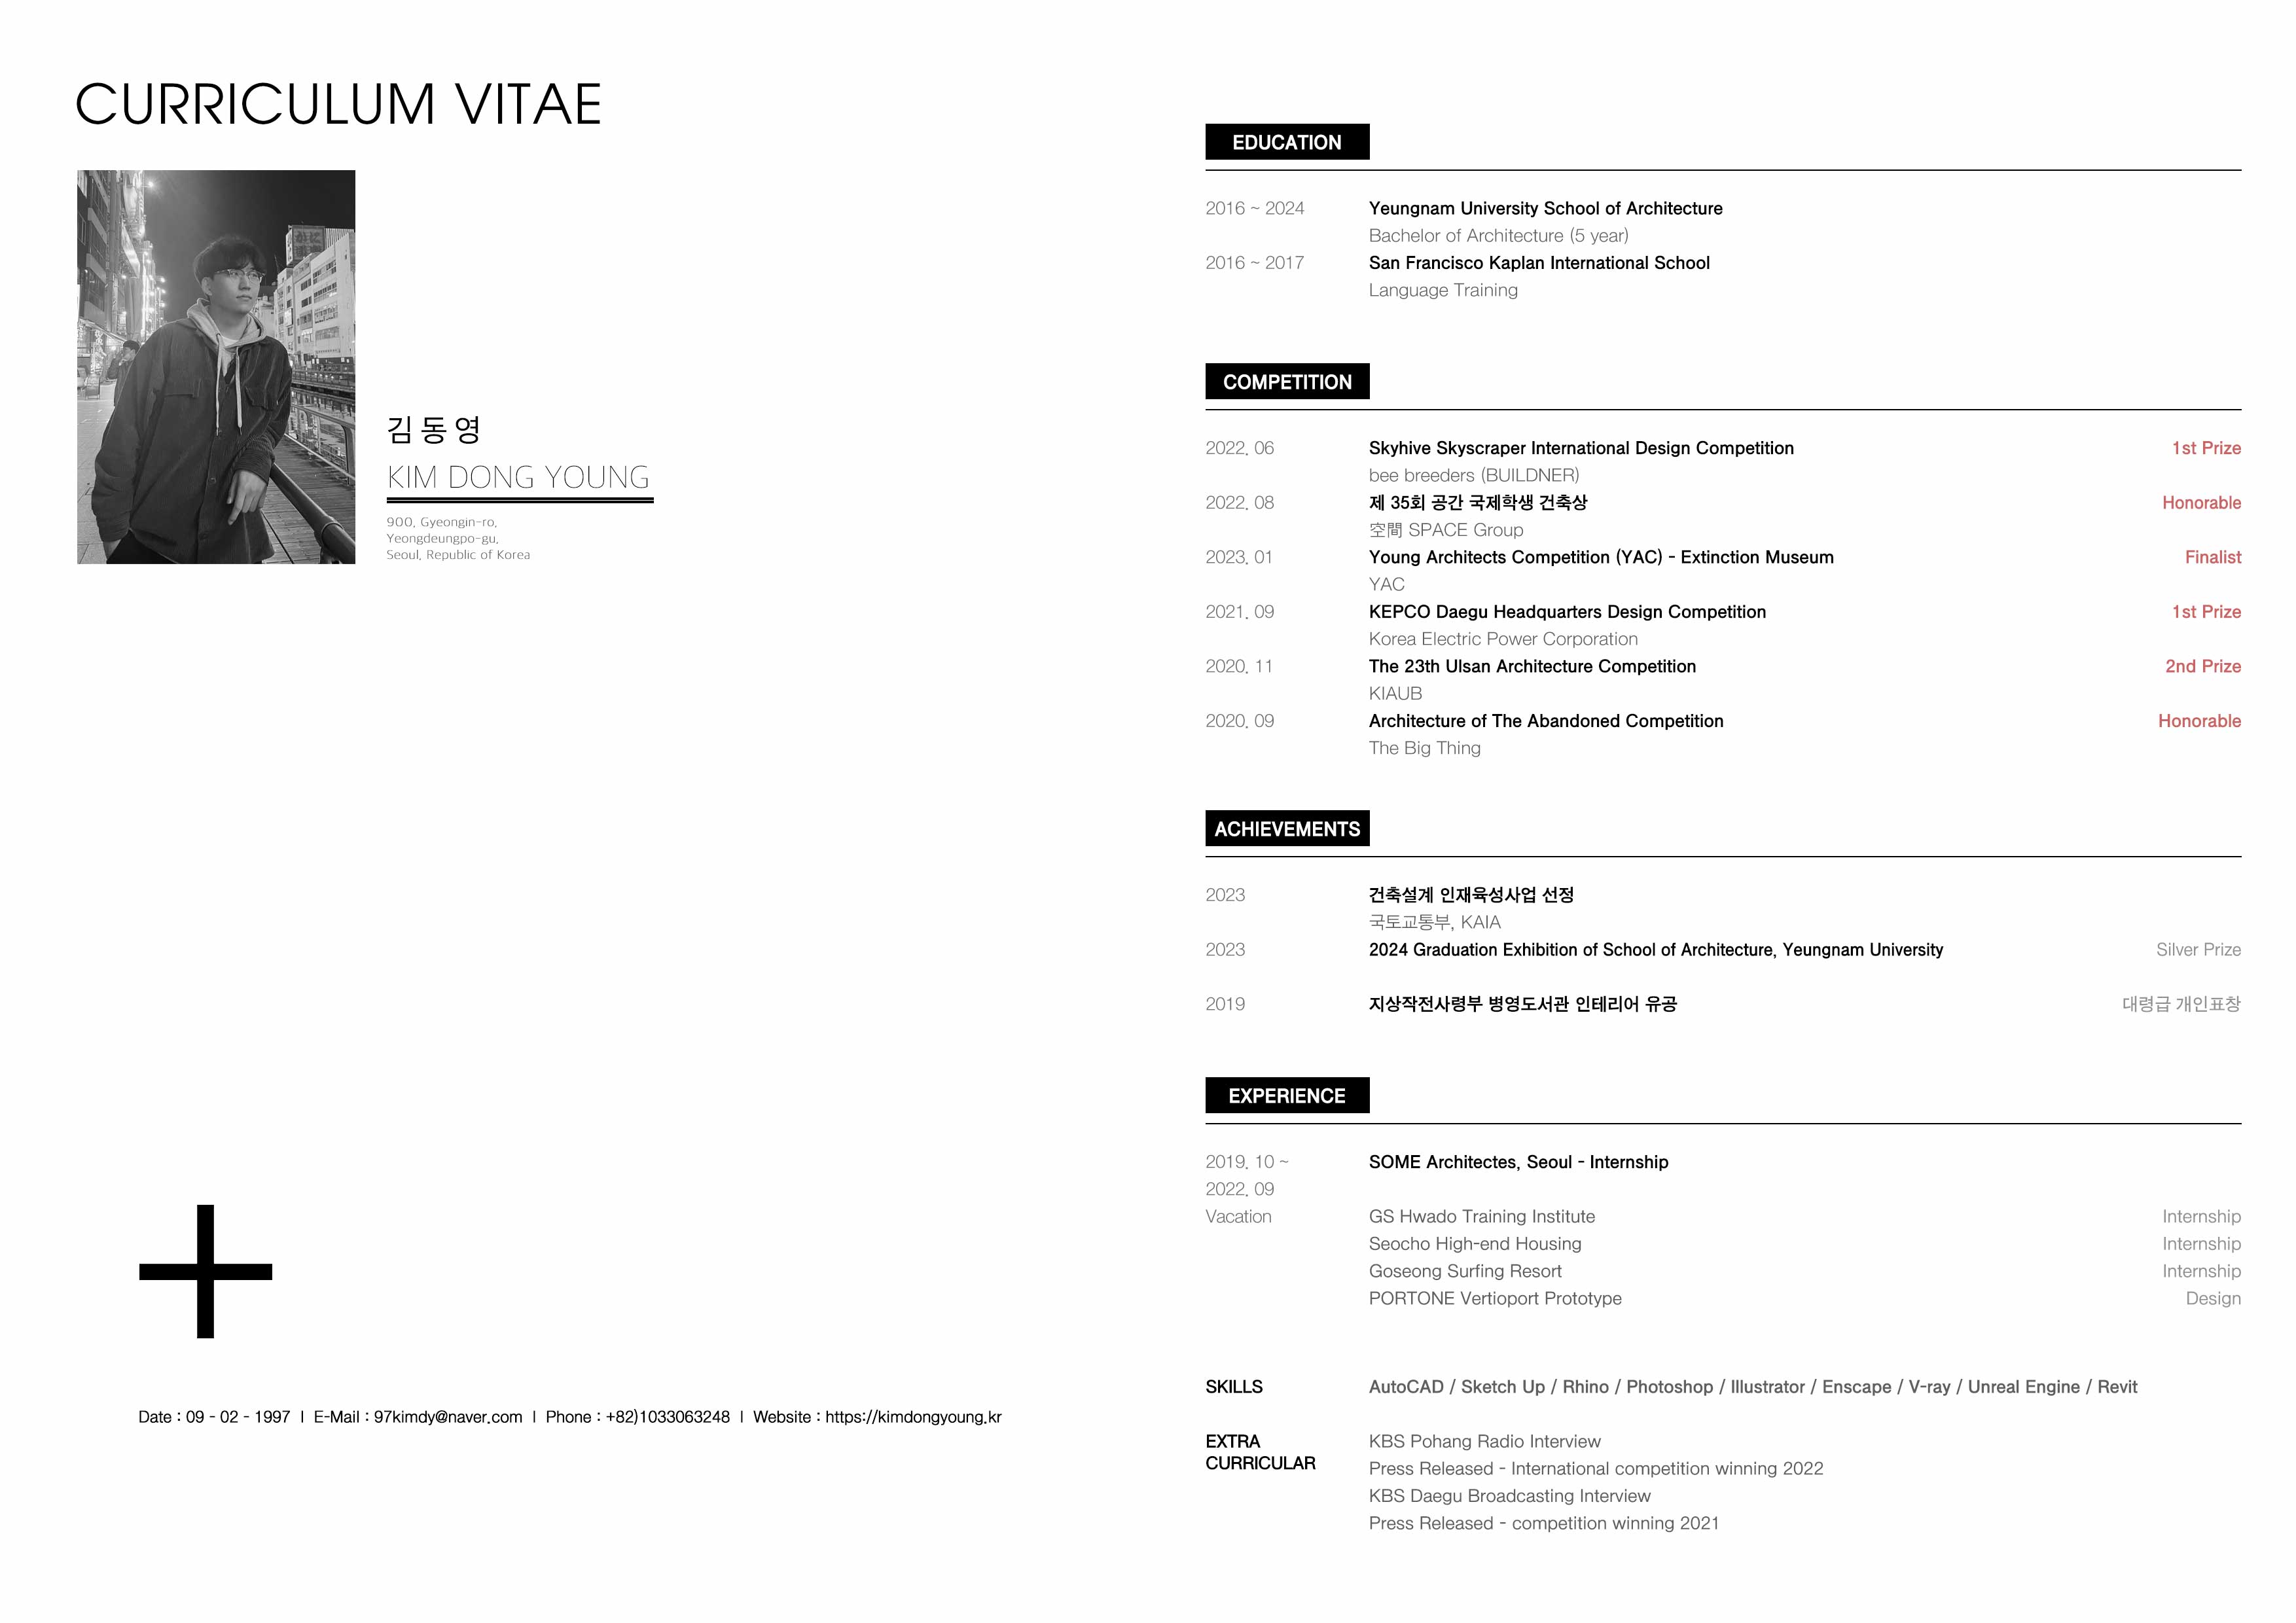 CURRICULUM VITAE
김동영
KIM DONG YOUNG
900, Gyeongin-ro,
Yeongdeungpo-gu,
Seoul, Republic of Korea
Date : 09 - 02 - 1997 | E-Mail : 97kimdy@naver.com | Phone : +82)1033063248 | Website : https://kimdongyoung.kr
EDUCATION
2016 ~ 2024 Yeungnam University School of Architecture
Bachelor of Architecture (5 year)
2016 ~ 2017 San Francisco Kaplan International School
Language Training
COMPETITION
2022. 06 Skyhive Skyscraper International Design Competition 1st Prize
bee breeders (BUILDNER)
2022. 08 제 35회 공간 국제학생 건축상 Honorable
空間 SPACE Group
2023. 01 Young Architects Competition (YAC) - Extinction Museum Finalist
YAC
2021. 09 KEPCO Daegu Headquarters Design Competition 1st Prize
Korea Electric Power Corporation
2020. 11 The 23th Ulsan Architecture Competition 2nd Prize
KIAUB
2020. 09 Architecture of The Abandoned Competition Honorable
The Big Thing
ACHIEVEMENTS
2023 건축설계 인재육성사업 선정
국토교통부, KAIA
2023 2024 Graduation Exhibition of School of Architecture, Yeungnam University Silver Prize
2019 지상작전사령부 병영도서관 인테리어 유공 대령급 개인표창
EXPERIENCE
2019. 10 ~ SOME Architectes, Seoul - Internship
2022. 09
Vacation GS Hwado Training Institute Internship
Seocho High-end Housing Internship
Goseong Surfing Resort Internship
PORTONE Vertioport Prototype Design
SKILLS AutoCAD / Sketch Up / Rhino / Photoshop / Illustrator / Enscape / V-ray / Unreal Engine / Revit
EXTRA KBS Pohang Radio Interview
CURRICULAR Press Released - International competition winning 2022
KBS Daegu Broadcasting Interview
Press Released - competition winning 2021